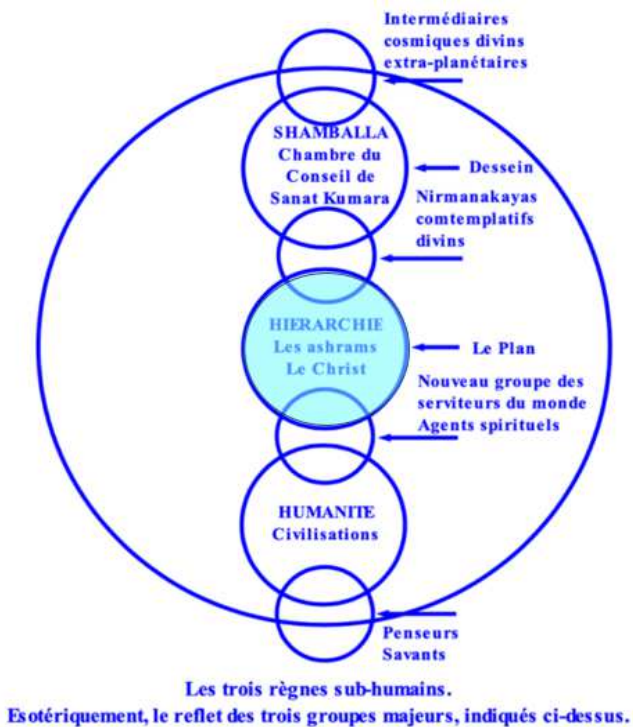 Intermédiaires
cosmiques divins
extra-planétaires
SHAMBALLA
Chambre du
Conseil de
Sanat Kumara
Dessein
Nirmanakayas
comtemplatifs
divins
HIERARCHIE
Les ashrams
Le Christ
Le Plan
Nouveau groupe des
serviteurs du monde
Agents spirituels
HUMANITE
Civilisations
Penseurs
Savants
Les trois règnes sub-humains.
Esotériquement, le reflet des trois groupes majeurs, indiqués ci-dessus.